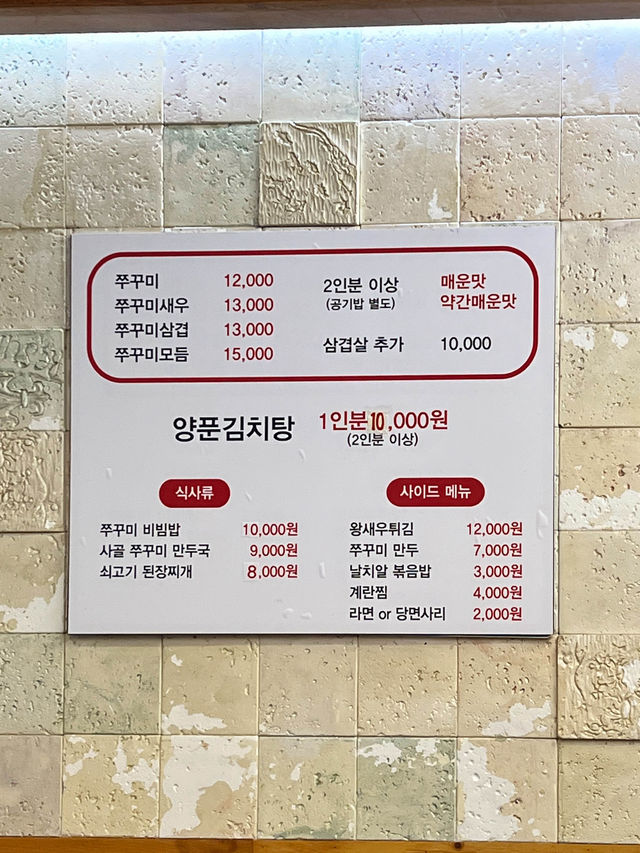 쭈꾸미 12,000
쭈꾸미새우 13,000
쭈꾸미삼겹 13,000
쭈꾸미모듬 15,000
2인분 이상 매운맛
(공기밥 별도) 약간매운맛
삼겹살 추가 10,000
양푼김치탕 1인분10,000원
(2인분 이상)
식사류
쭈꾸미 비빔밥 10,000원
사골 쭈꾸미 만두국 9,000원
쇠고기 된장찌개 8,000원
사이드 메뉴
왕새우튀김 12,000원
쭈꾸미 만두 7,000원
날치알 볶음밥 3,000원
계란찜 4,000원
라면 or 당면사리 2,000원